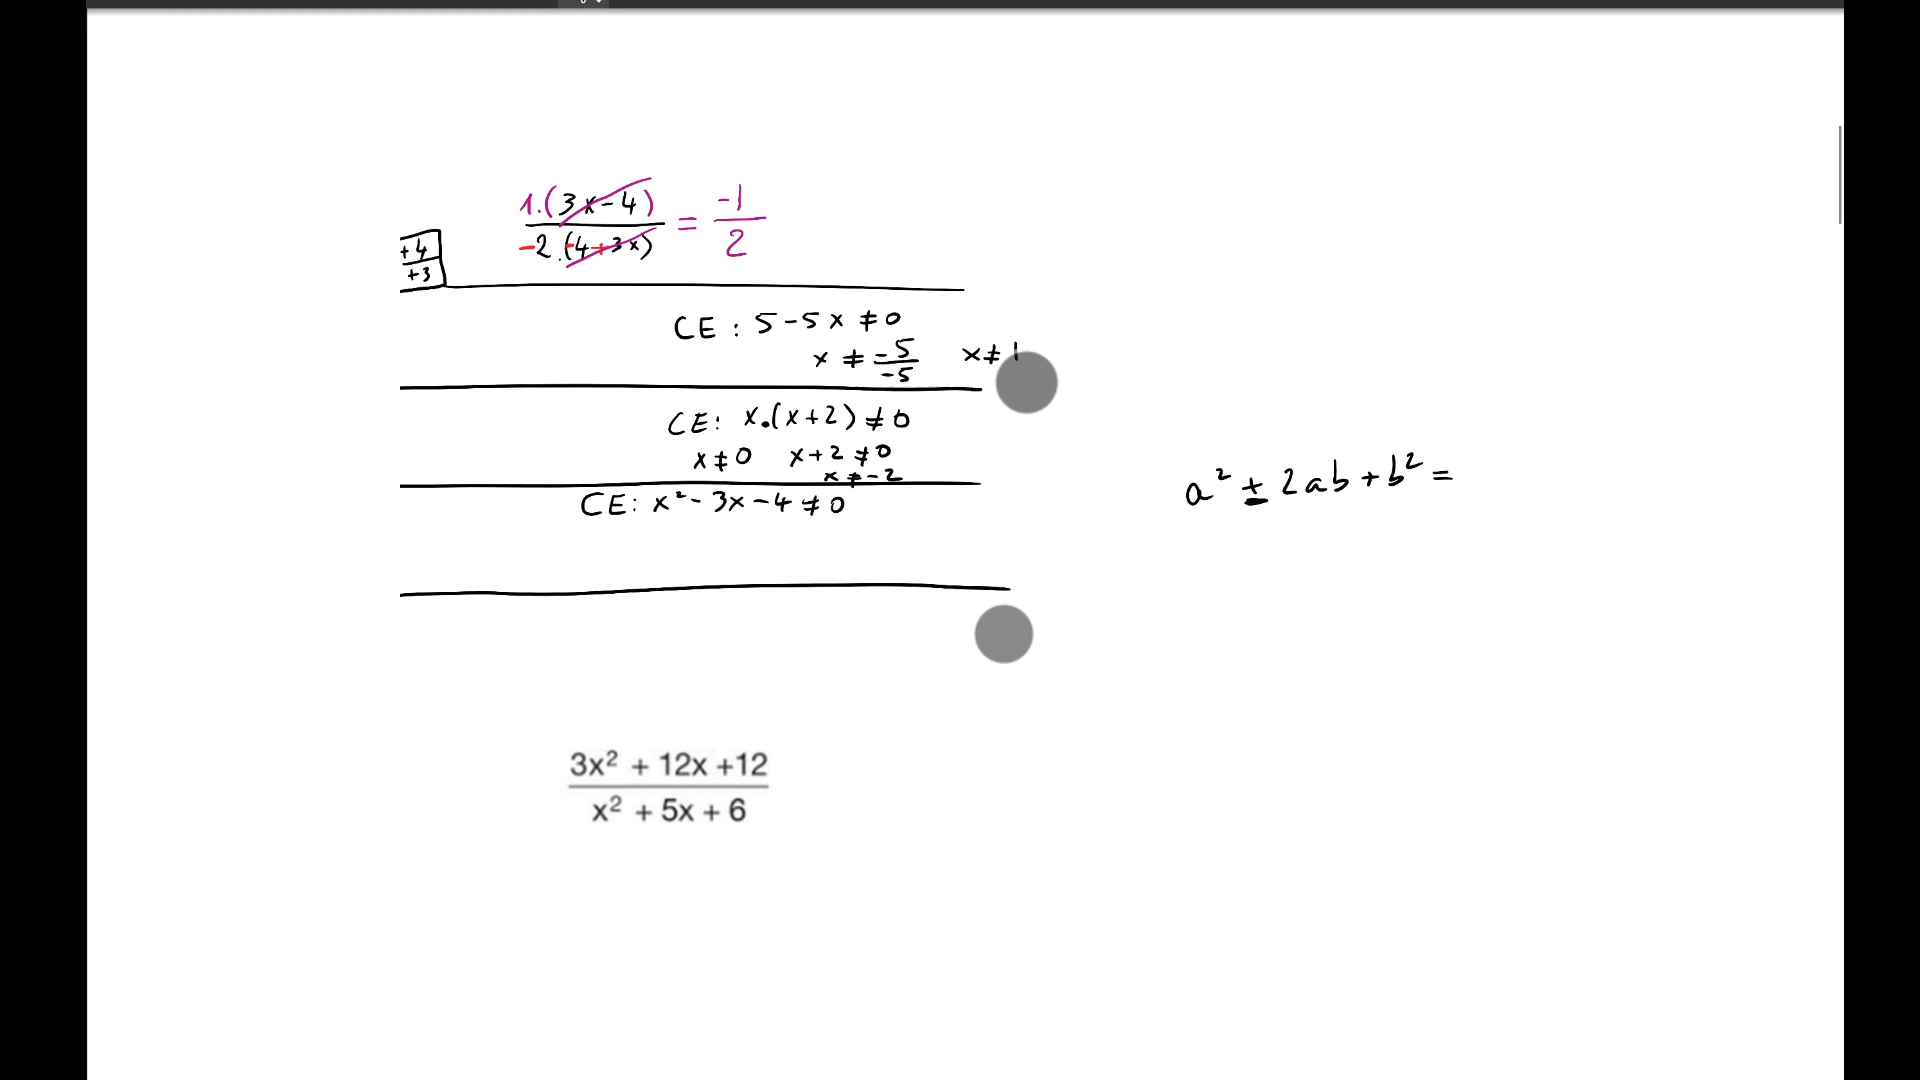 1.(3x-4)
-2.(-4+3x)
= -1
2
+4
+3
CE : 5-5x ≠ 0
x ≠ -5
-5
x ≠ 1
CE: x.(x+2) ≠ 0
x ≠ 0 x+2 ≠ 0
x ≠ -2
CE: x² - 3x - 4 ≠ 0
a² ± 2ab + b² =
3x² + 12x +12
x² + 5x + 6